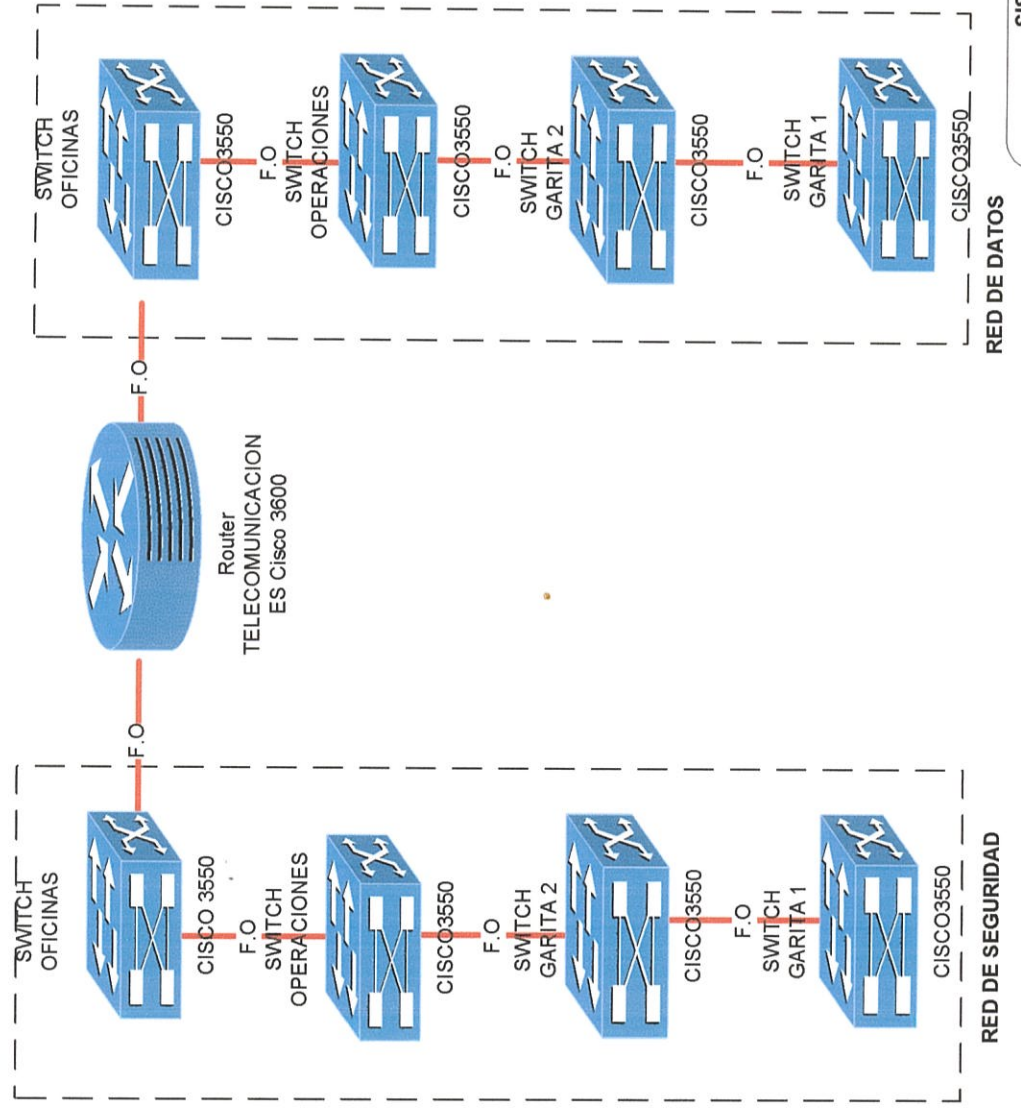 SWITCH
OFICINAS
CISCO 3550
F.O
SWITCH
OPERACIONES
CISCO3550
F.O
SWITCH
GARITA 2
CISCO3550
F.O
SWITCH
GARITA 1
CISCO3550
RED DE SEGURIDAD
F.O
Router
TELECOMUNICACION
ES Cisco 3600
F.O
SWITCH
OFICINAS
CISCO3550
F.O
SWITCH
OPERACIONES
CISCO3550
F.O
SWITCH
GARITA 2
CISCO3550
F.O
SWITCH
GARITA 1
CISCO3550
RED DE DATOS